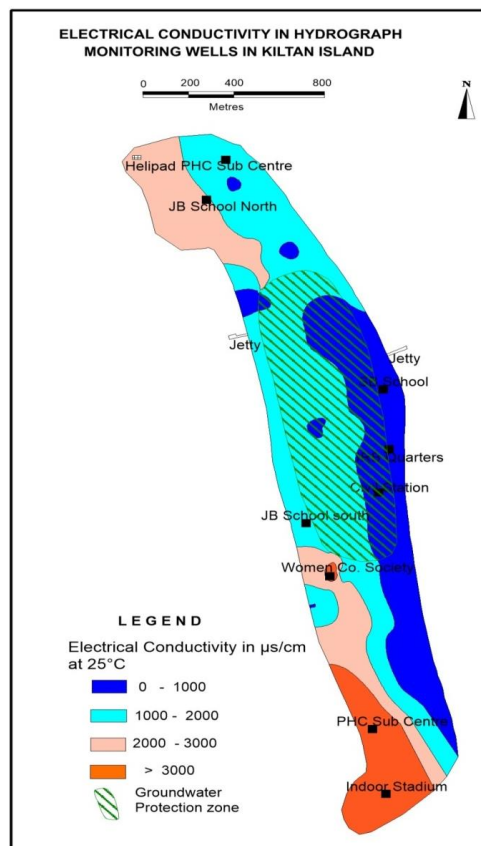 ELECTRICAL CONDUCTIVITY IN HYDROGRAPH
MONITORING WELLS IN KILTAN ISLAND
0 200 400 800
Metres
N
Helipad PHC Sub Centre
JB School North
Jetty
Jetty
School
Quarters
JB School south
Women Co. Society
LEGEND
Electrical Conductivity in µs/cm
at 25°C
0 - 1000
1000 - 2000
2000 - 3000
> 3000
Groundwater
Protection zone
PHC Sub Centre
Indoor Stadium